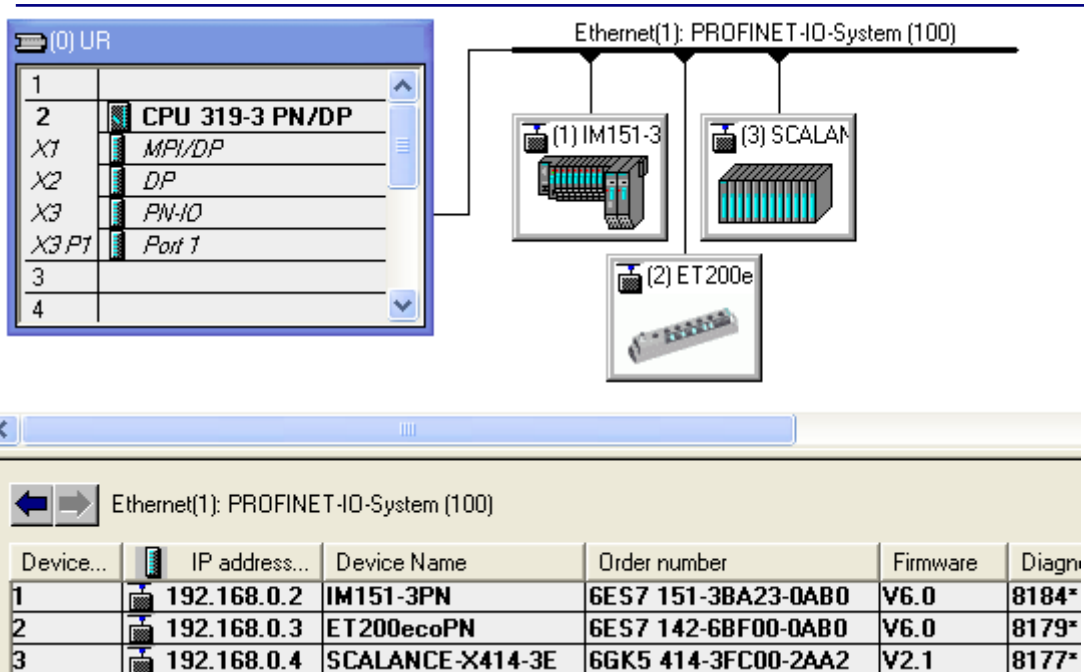 (0) UR
1
2 CPU 319-3 PN/DP
X1 MPI/DP
X2 DP
X3 PN-IO
X3 P1 Port 1
3
4
Ethernet(1): PROFINET-IO-System (100)
(1) IM151-3
(3) SCALAN
(2) ET200e
Ethernet(1): PROFINET-IO-System (100)
Device... IP address... Device Name Order number Firmware Diagn
1 192.168.0.2 IM151-3PN 6ES7 151-3BA23-0AB0 V6.0 8184*
2 192.168.0.3 ET200ecoPN 6ES7 142-6BF00-0AB0 V6.0 8179*
3 192.168.0.4 SCALANCE-X414-3E 6GK5 414-3FC00-2AA2 V2.1 8177*